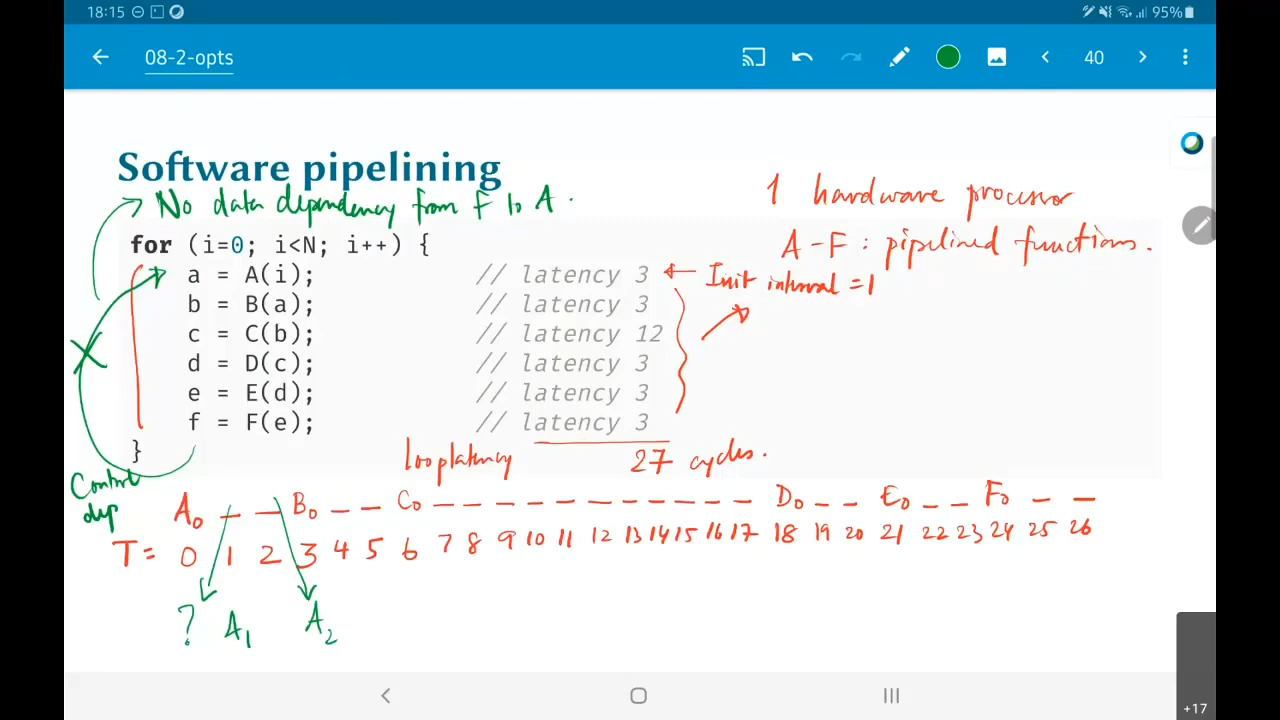 18:15 95%
08-2-opts 40
Software pipelining
No data dependency from F to A.
1 hardware processor
for (i=0; i<N; i++) {
A-F: pipelined functions.
a = A(i); // latency 3 ← Init interval = 1
b = B(a); // latency 3
c = C(b); // latency 12
d = D(c); // latency 3
e = E(d); // latency 3
f = F(e); // latency 3
}
loop latency 27 cycles.
Control dep
A0 _ _ B0 _ _ C0 _ _ _ _ _ _ _ _ _ _ _ D0 _ _ E0 _ _ F0 _ _
T = 0 1 2 3 4 5 6 7 8 9 10 11 12 13 14 15 16 17 18 19 20 21 22 23 24 25 26
? A1 A2
+17